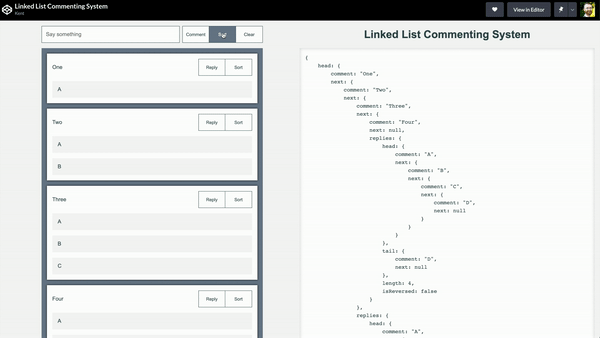 Linked List Commenting System
View in Editor
Say something
Comment
Clear
One
Reply
Sort
A
Two
Reply
Sort
A
B
Three
Reply
Sort
A
B
C
Four
Reply
Sort
A
Linked List Commenting System
{
head: {
comment: "One",
next: {
comment: "Two",
next: {
comment: "Three",
next: {
comment: "Four",
next: null,
replies: {
head: {
comment: "A",
next: {
comment: "B",
next: {
comment: "C",
next: {
comment: "D",
next: null
}
}
}
},
tail: {
comment: "D",
next: null
},
length: 4,
isReversed: false
}
},
replies: {
head: {
comment: "A",